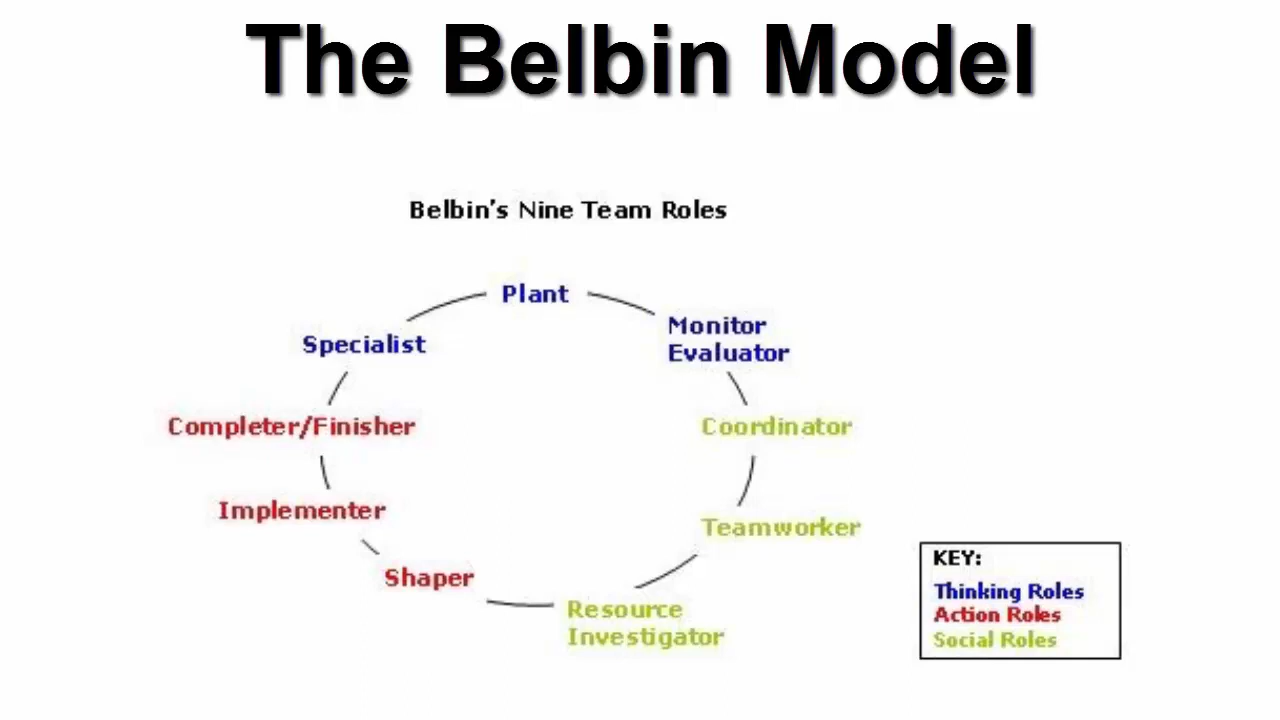 The Belbin Model
Belbin's Nine Team Roles
Plant
Monitor
Evaluator
Specialist
Completer/Finisher
Coordinator
Implementer
Teamworker
Shaper
Resource
Investigator
KEY:
Thinking Roles
Action Roles
Social Roles